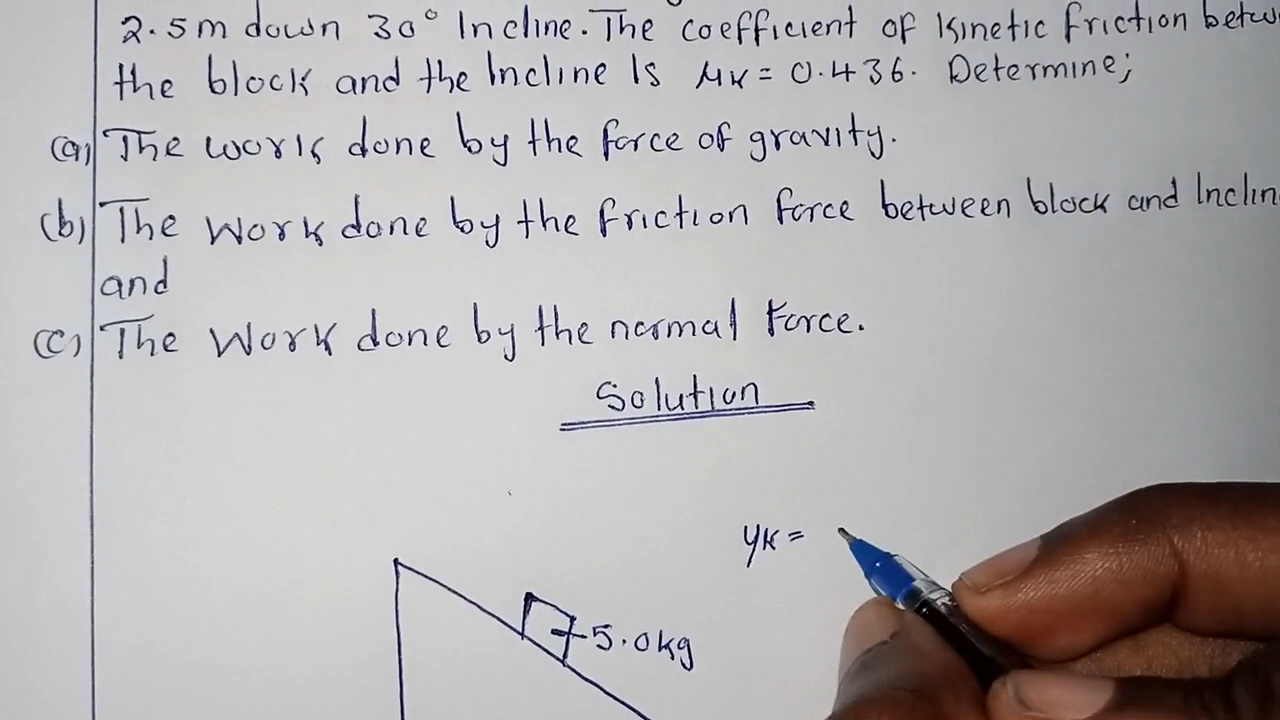 2.5m down 30° Incline. The coefficient of kinetic friction betw
the block and the Incline Is μk = 0.436. Determine;
(a) The work done by the force of gravity.
(b) The Work done by the friction force between block and Inclin
and
(c) The Work done by the normal Force.
Solution
μk =
5.0kg